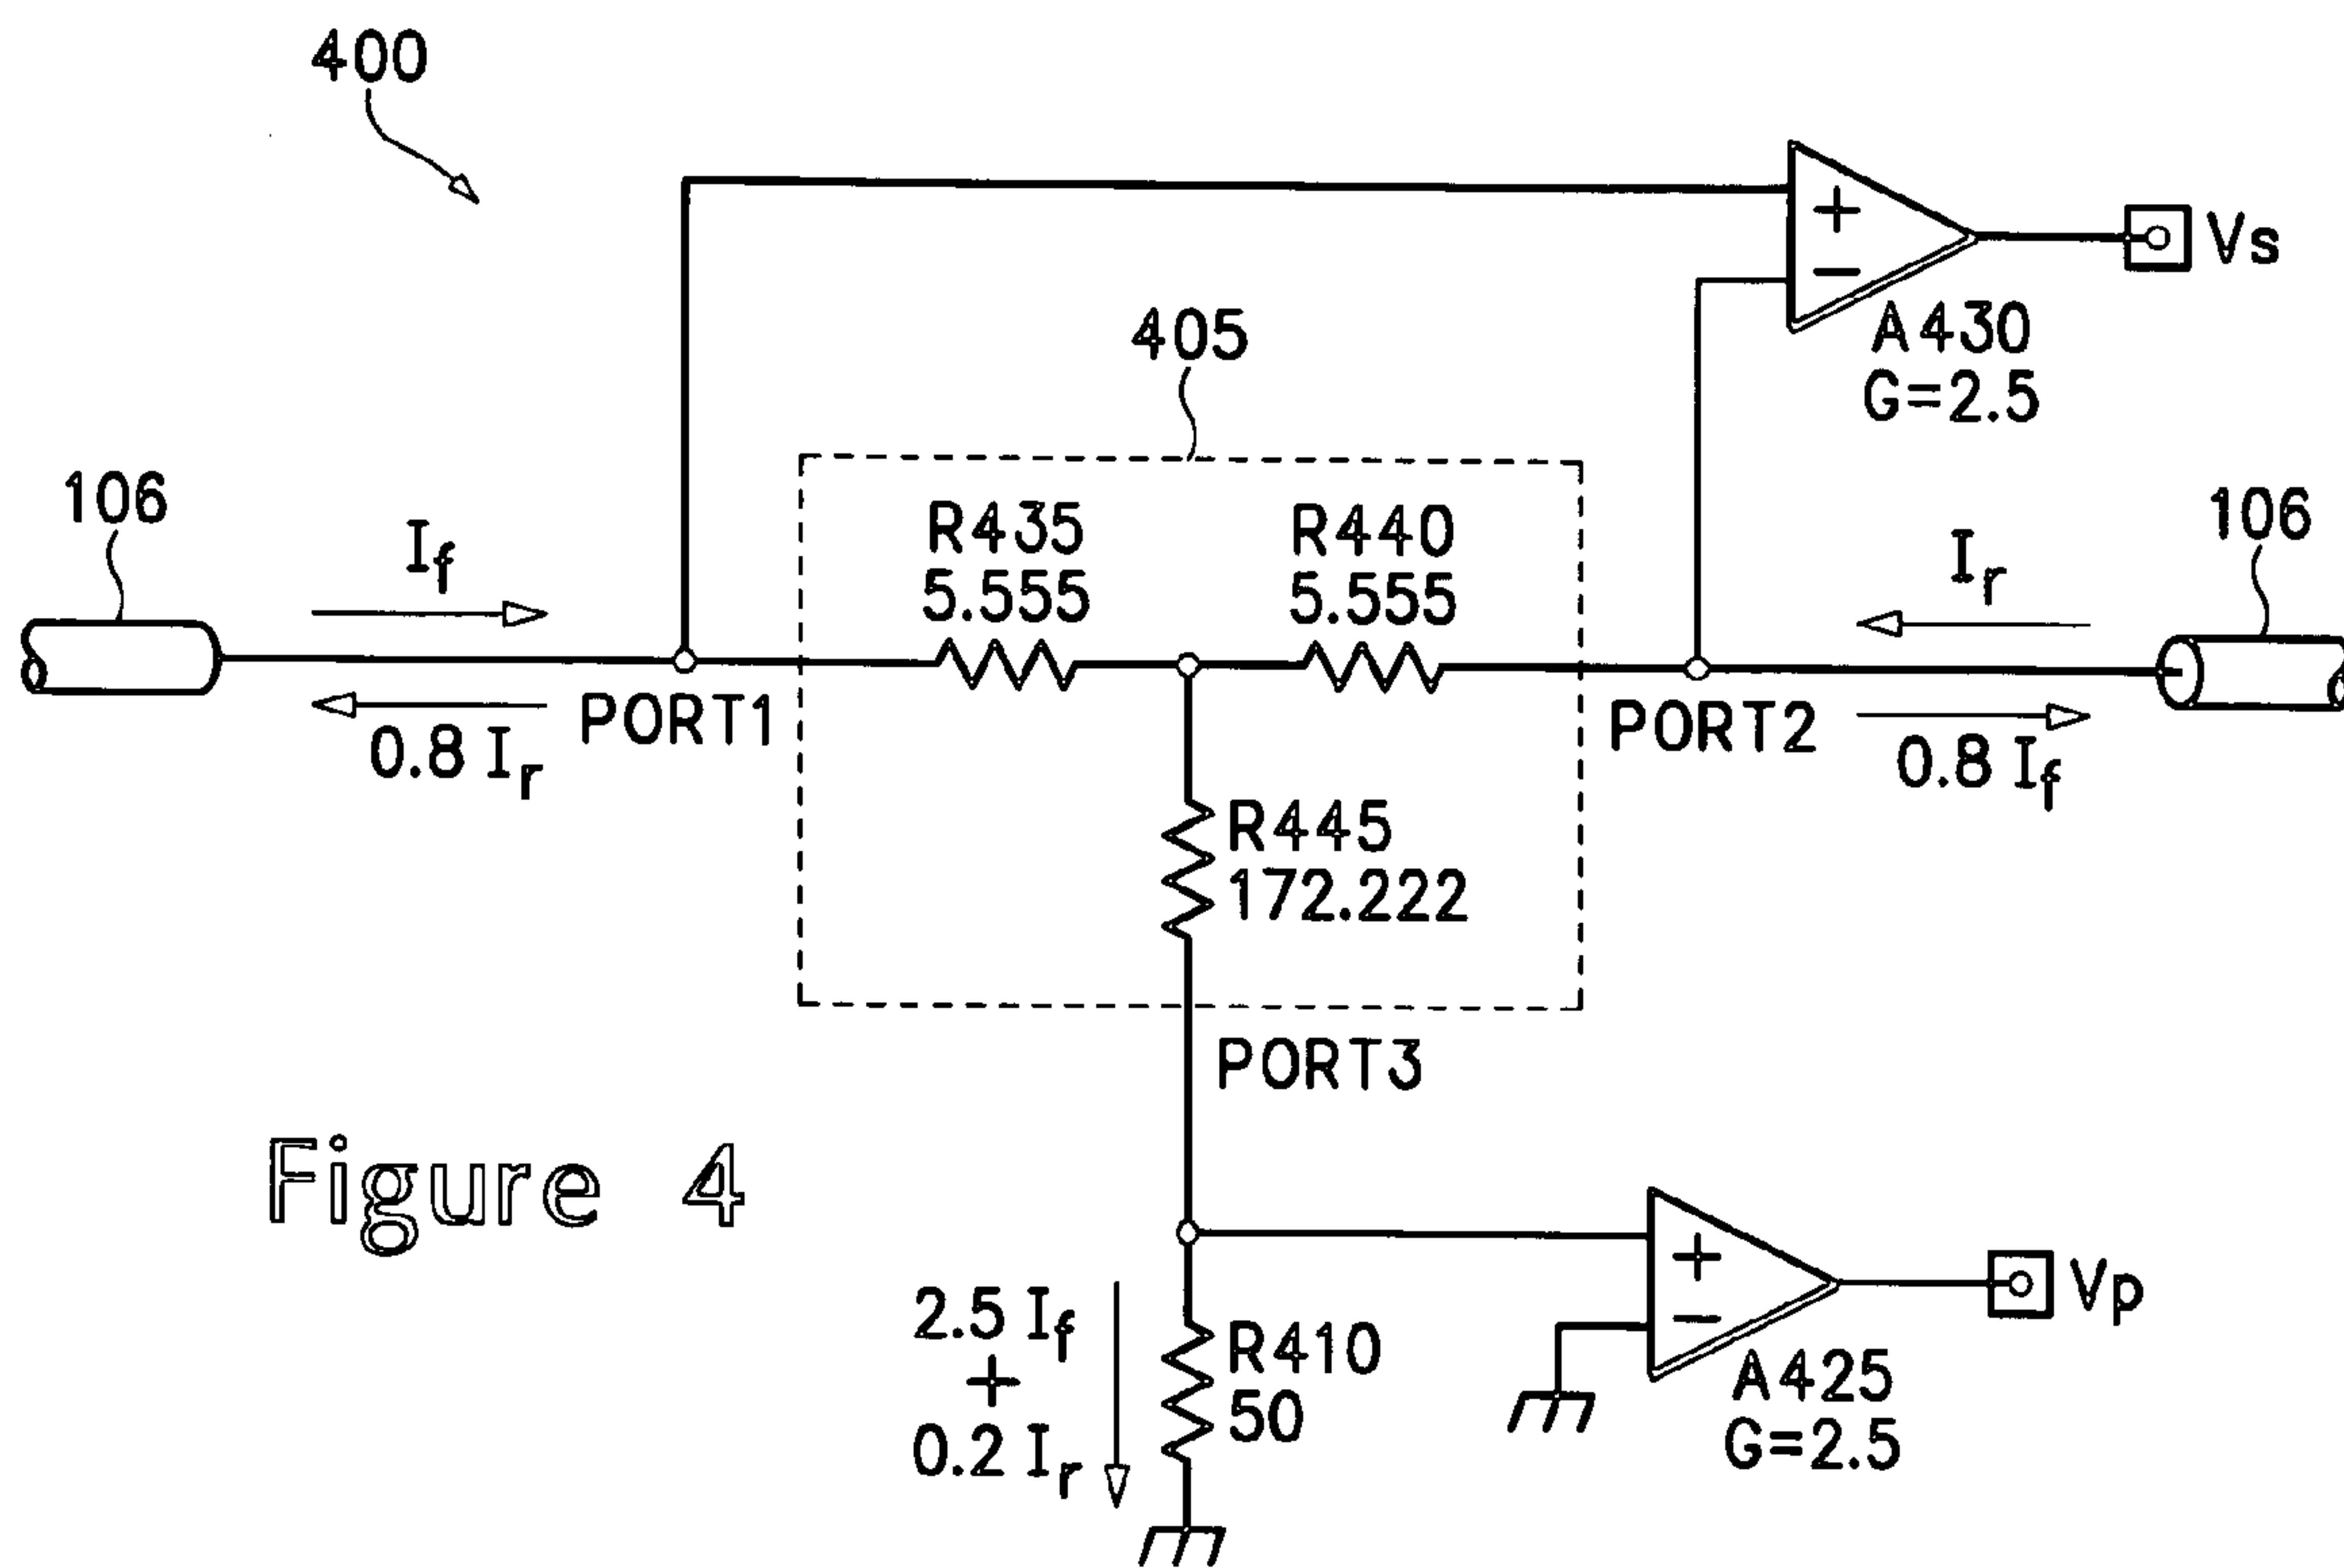 400
+
−
Vs
A430
G=2.5
405
106
If
R435
5.555
R440
5.555
Ir
106
0.8 Ir
PORT1
PORT2
0.8 If
R445
172.222
PORT3
Figure 4
2.5 If
+
0.2 Ir
R410
50
+
−
Vp
A425
G=2.5